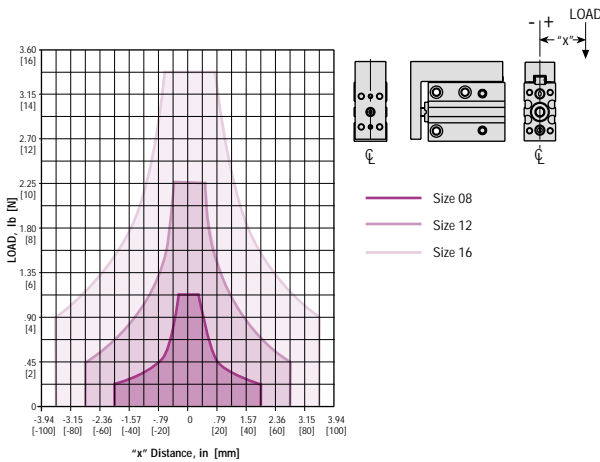 - +
LOAD
"x"
C L
C L
3.60
[16]
3.15
[14]
2.70
[12]
2.25
[10]
1.80
[8]
1.35
[6]
.90
[4]
.45
[2]
0
LOAD, lb [N]
-3.94 -3.15 -2.36 -1.57 -.79 0 .79 1.57 2.36 3.15 3.94
[-100] [-80] [-60] [-40] [-20] [20] [40] [60] [80] [100]
"x" Distance, in [mm]
Size 08
Size 12
Size 16